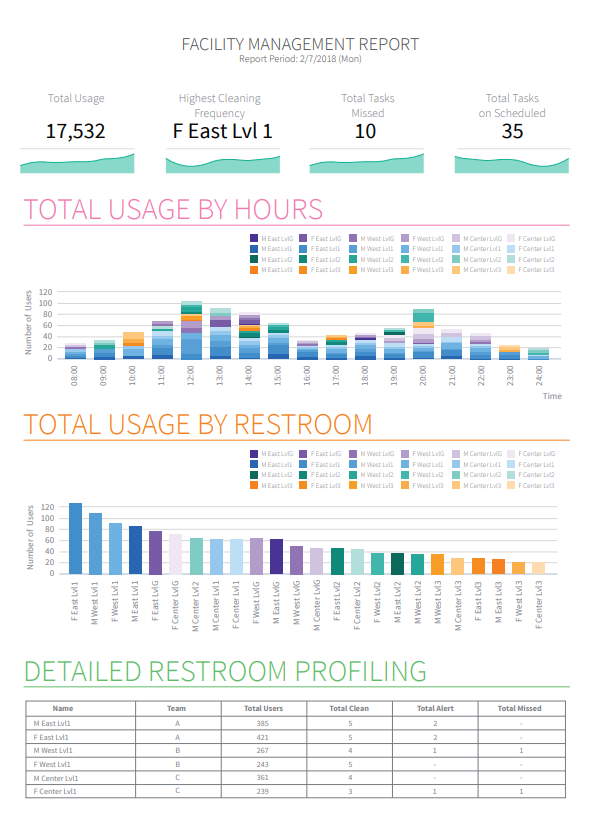 FACILITY MANAGEMENT REPORT
Report Period: 2/7/2018 (Mon)
Total Usage
17,532
Highest Cleaning
Frequency
F East Lvl 1
Total Tasks
Missed
10
Total Tasks
on Scheduled
35
TOTAL USAGE BY HOURS
M East LvlG F East LvlG M West LvlG F West LvlG M Center LvlG F Center LvlG
M East Lvl1 F East Lvl1 M West Lvl1 F West Lvl1 M Center Lvl1 F Center Lvl1
M East Lvl2 F East Lvl2 M West Lvl2 F West Lvl2 M Center Lvl2 F Center Lvl2
M East Lvl3 F East Lvl3 M West Lvl3 F West Lvl3 M Center Lvl3 F Center Lvl3
Number of Users
120
100
80
60
40
20
0
08:00 09:00 10:00 11:00 12:00 13:00 14:00 15:00 16:00 17:00 18:00 19:00 20:00 21:00 22:00 23:00 24:00
Time
TOTAL USAGE BY RESTROOM
M East LvlG F East LvlG M West LvlG F West LvlG M Center LvlG F Center LvlG
M East Lvl1 F East Lvl1 M West Lvl1 F West Lvl1 M Center Lvl1 F Center Lvl1
M East Lvl2 F East Lvl2 M West Lvl2 F West Lvl2 M Center Lvl2 F Center Lvl2
M East Lvl3 F East Lvl3 M West Lvl3 F West Lvl3 M Center Lvl3 F Center Lvl3
Number of Users
120
100
80
60
40
20
0
F East Lvl1 M West Lvl1 F West Lvl1 M East Lvl1 F East LvlG F Center LvlG M Center Lvl2 M Center Lvl1 F Center Lvl1 F West LvlG M East LvlG M West LvlG M Center LvlG F East Lvl2 F Center Lvl2 F West Lvl2 M East Lvl2 M West Lvl2 M West Lvl3 M Center Lvl3 F East Lvl3 M East Lvl3 F West Lvl3 F Center Lvl3
DETAILED RESTROOM PROFILING
Name Team Total Users Total Clean Total Alert Total Missed
M East Lvl1 A 385 5 2 -
F East Lvl1 A 421 5 2 -
M West Lvl1 B 267 4 1 1
F West Lvl1 B 243 5 - -
M Center Lvl1 C 361 4 - -
F Center Lvl1 C 239 3 1 1